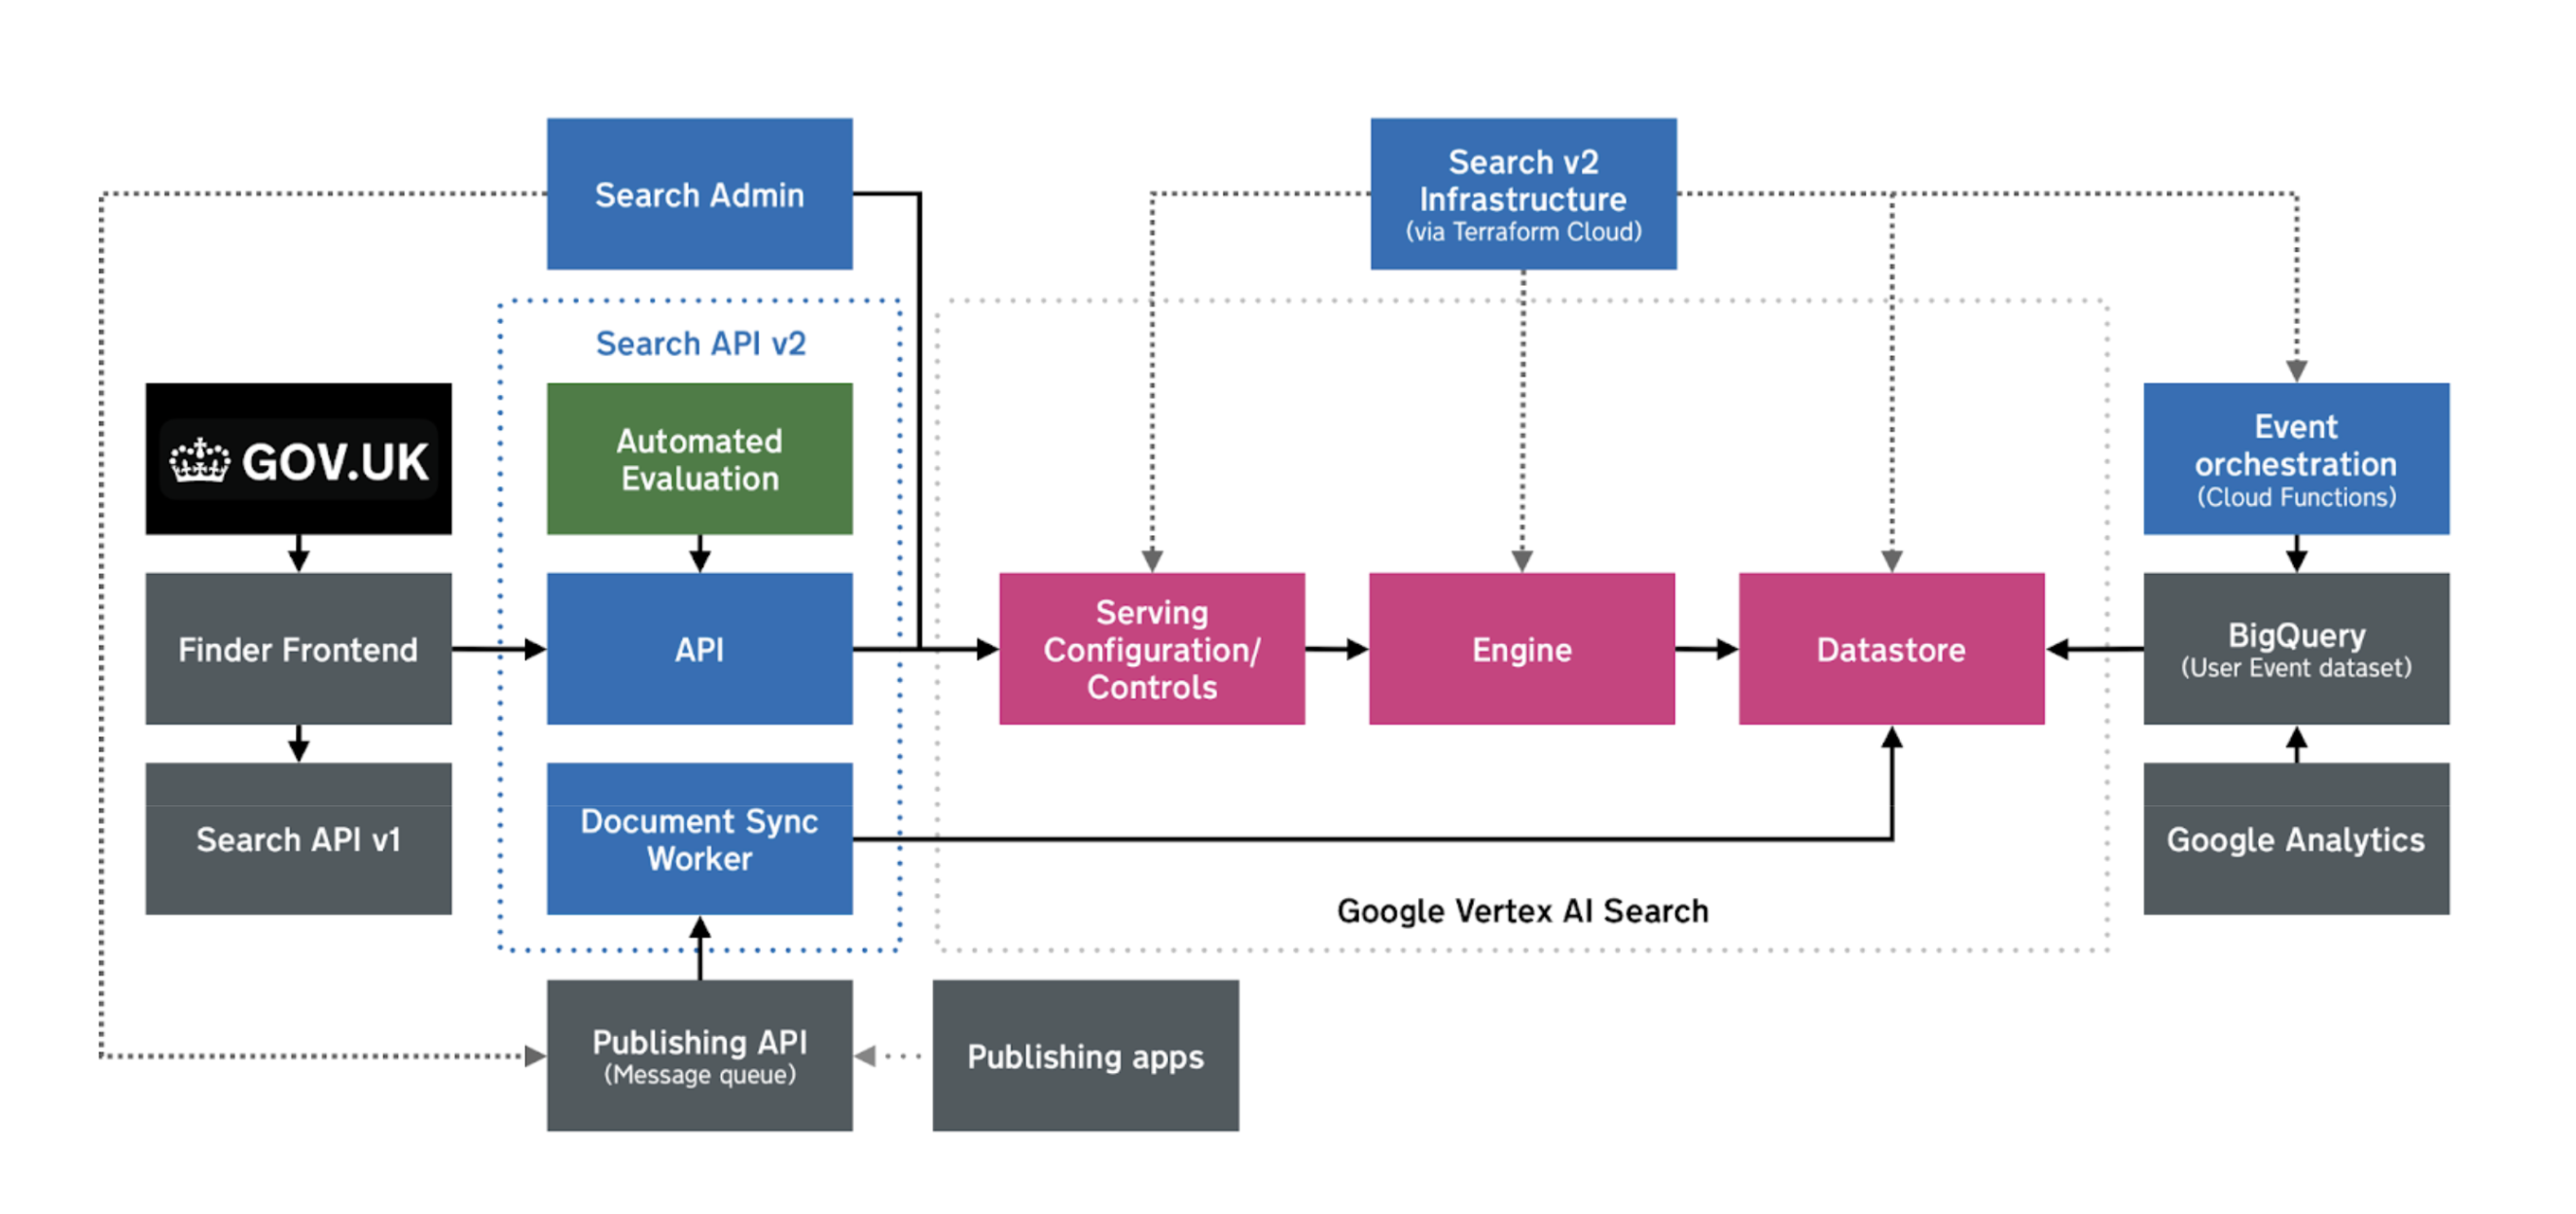 Search Admin
Search v2
Infrastructure
(via Terraform Cloud)
Search API v2
GOV.UK
Automated
Evaluation
Event
orchestration
(Cloud Functions)
Finder Frontend
API
Serving
Configuration/
Controls
Engine
Datastore
BigQuery
(User Event dataset)
Search API v1
Document Sync
Worker
Google Analytics
Google Vertex AI Search
Publishing API
(Message queue)
Publishing apps